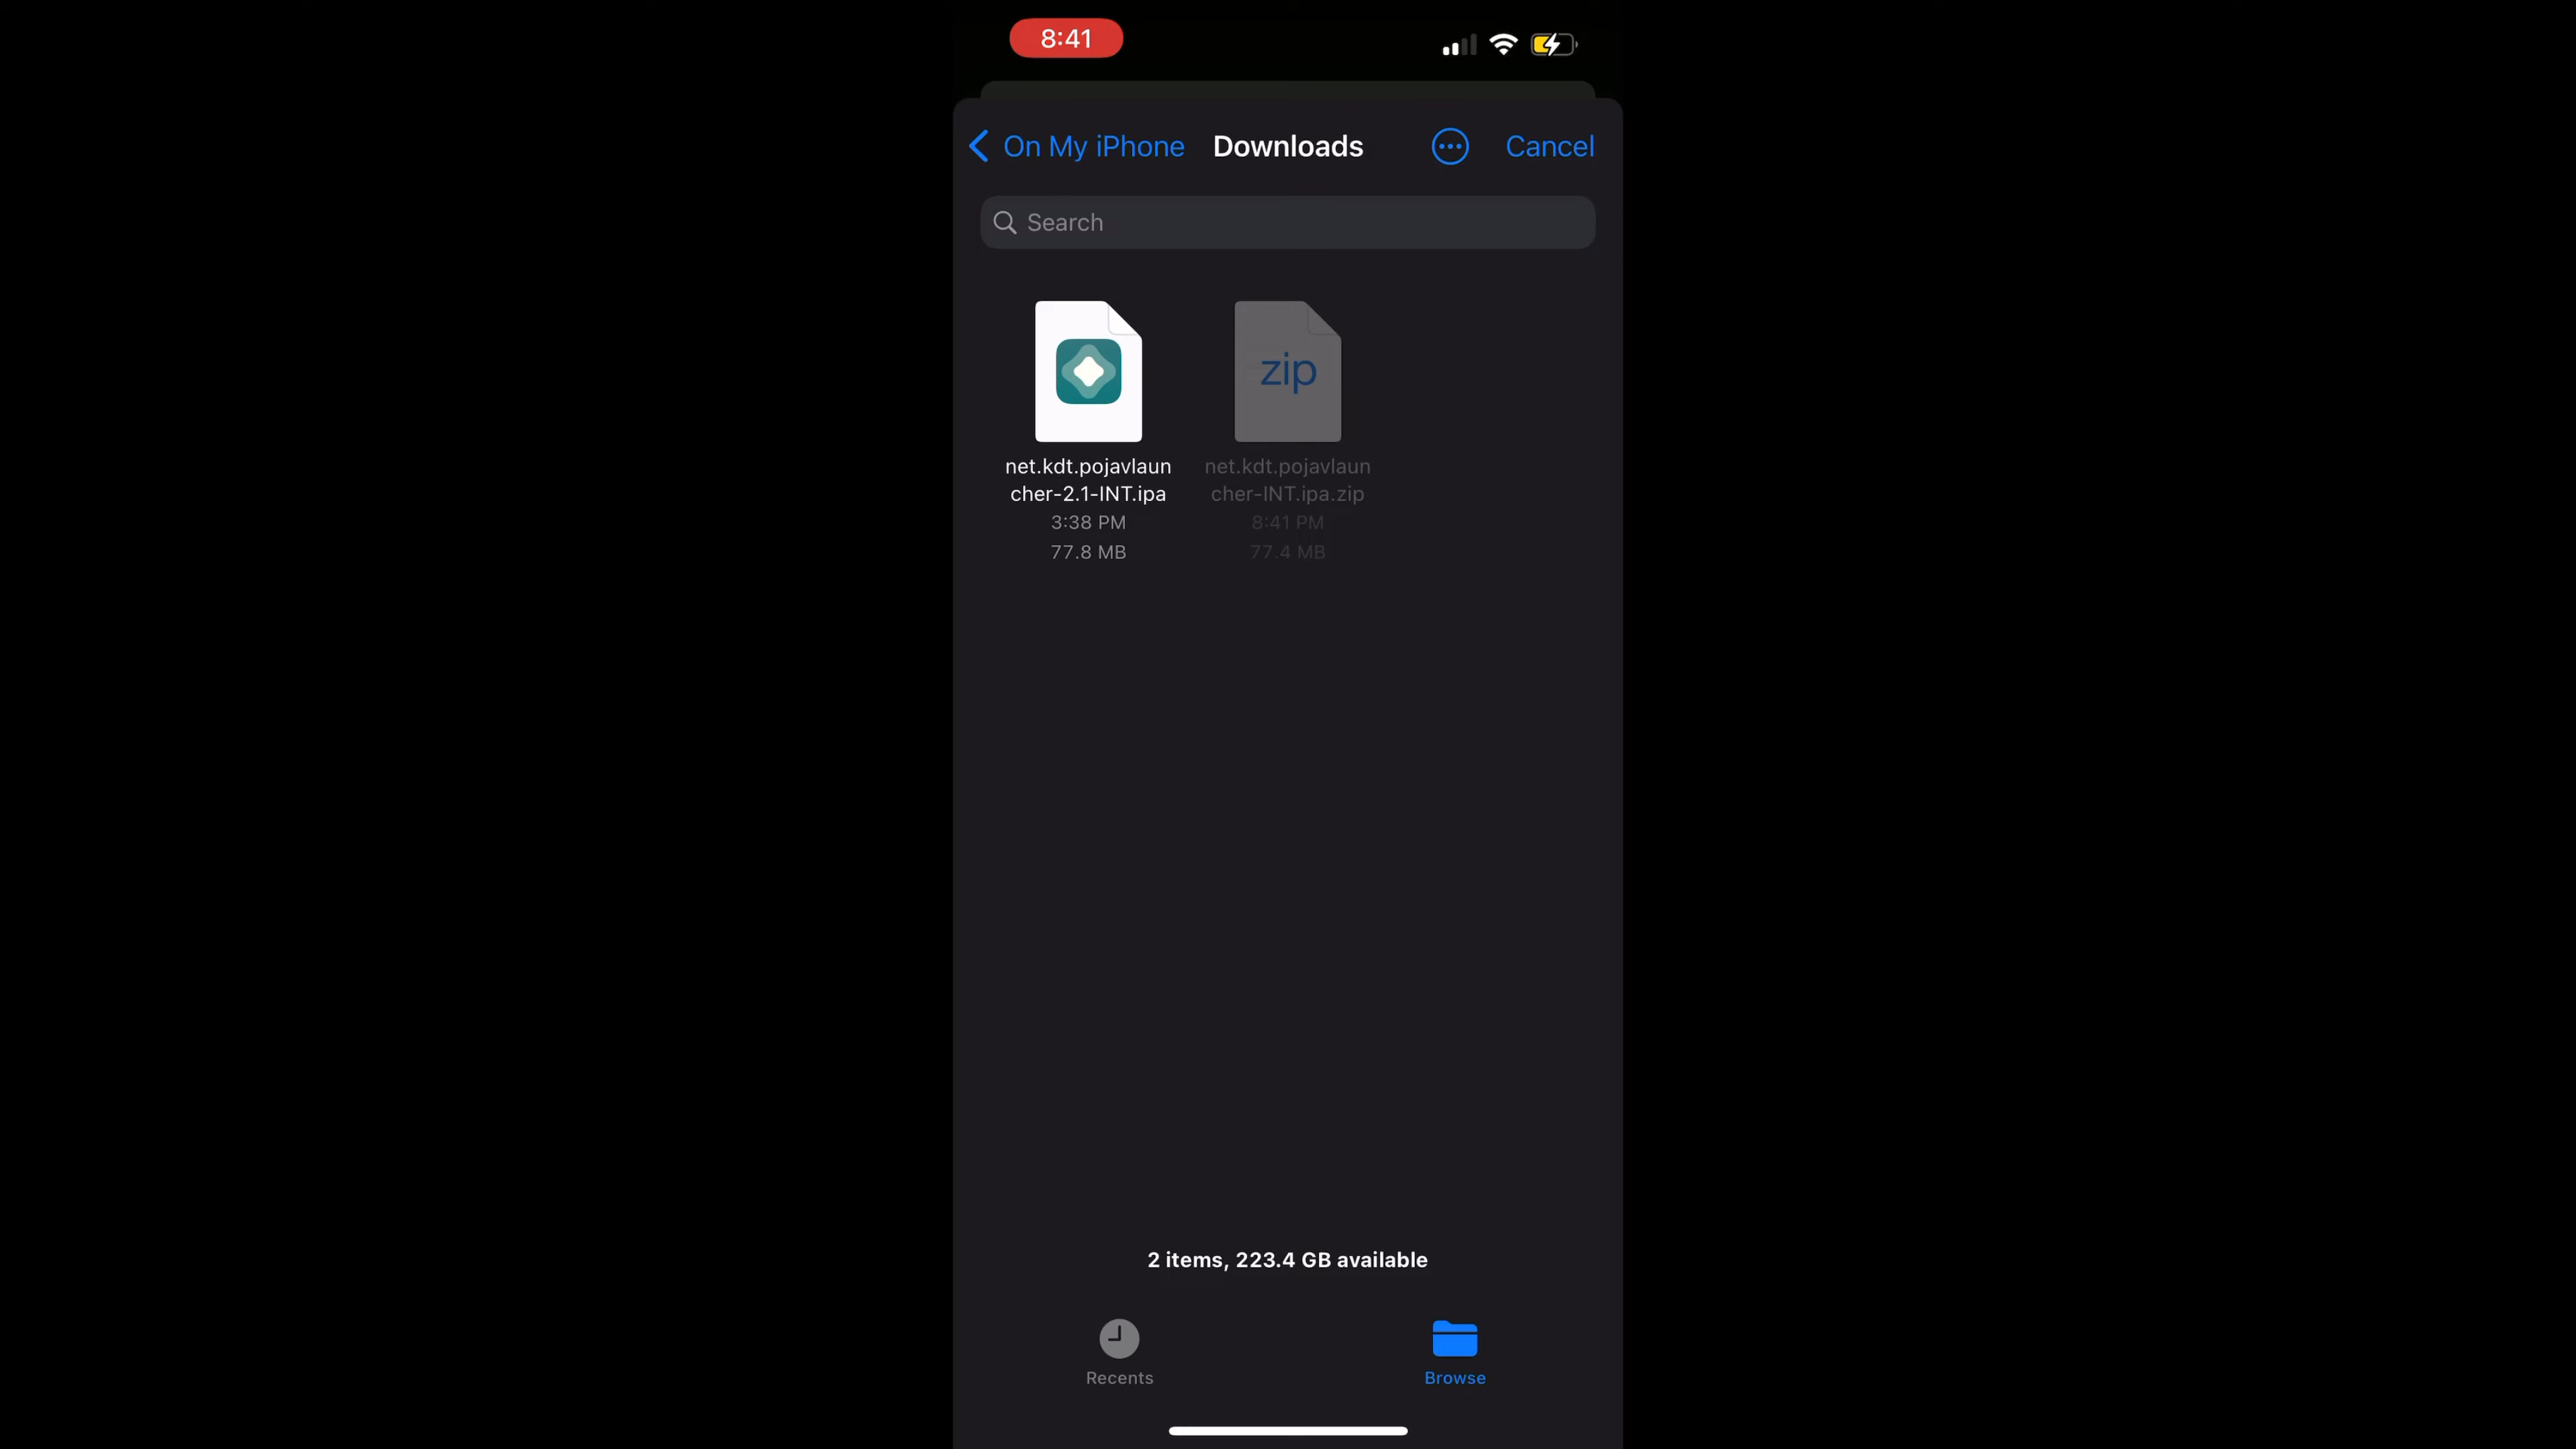 8:41
On My iPhone Downloads Cancel
Search
zip
net.kdt.pojavlaun
cher-2.1-INT.ipa
3:38 PM
77.8 MB
net.kdt.pojavlaun
cher-INT.ipa.zip
8:41 PM
77.4 MB
2 items, 223.4 GB available
Recents
Browse